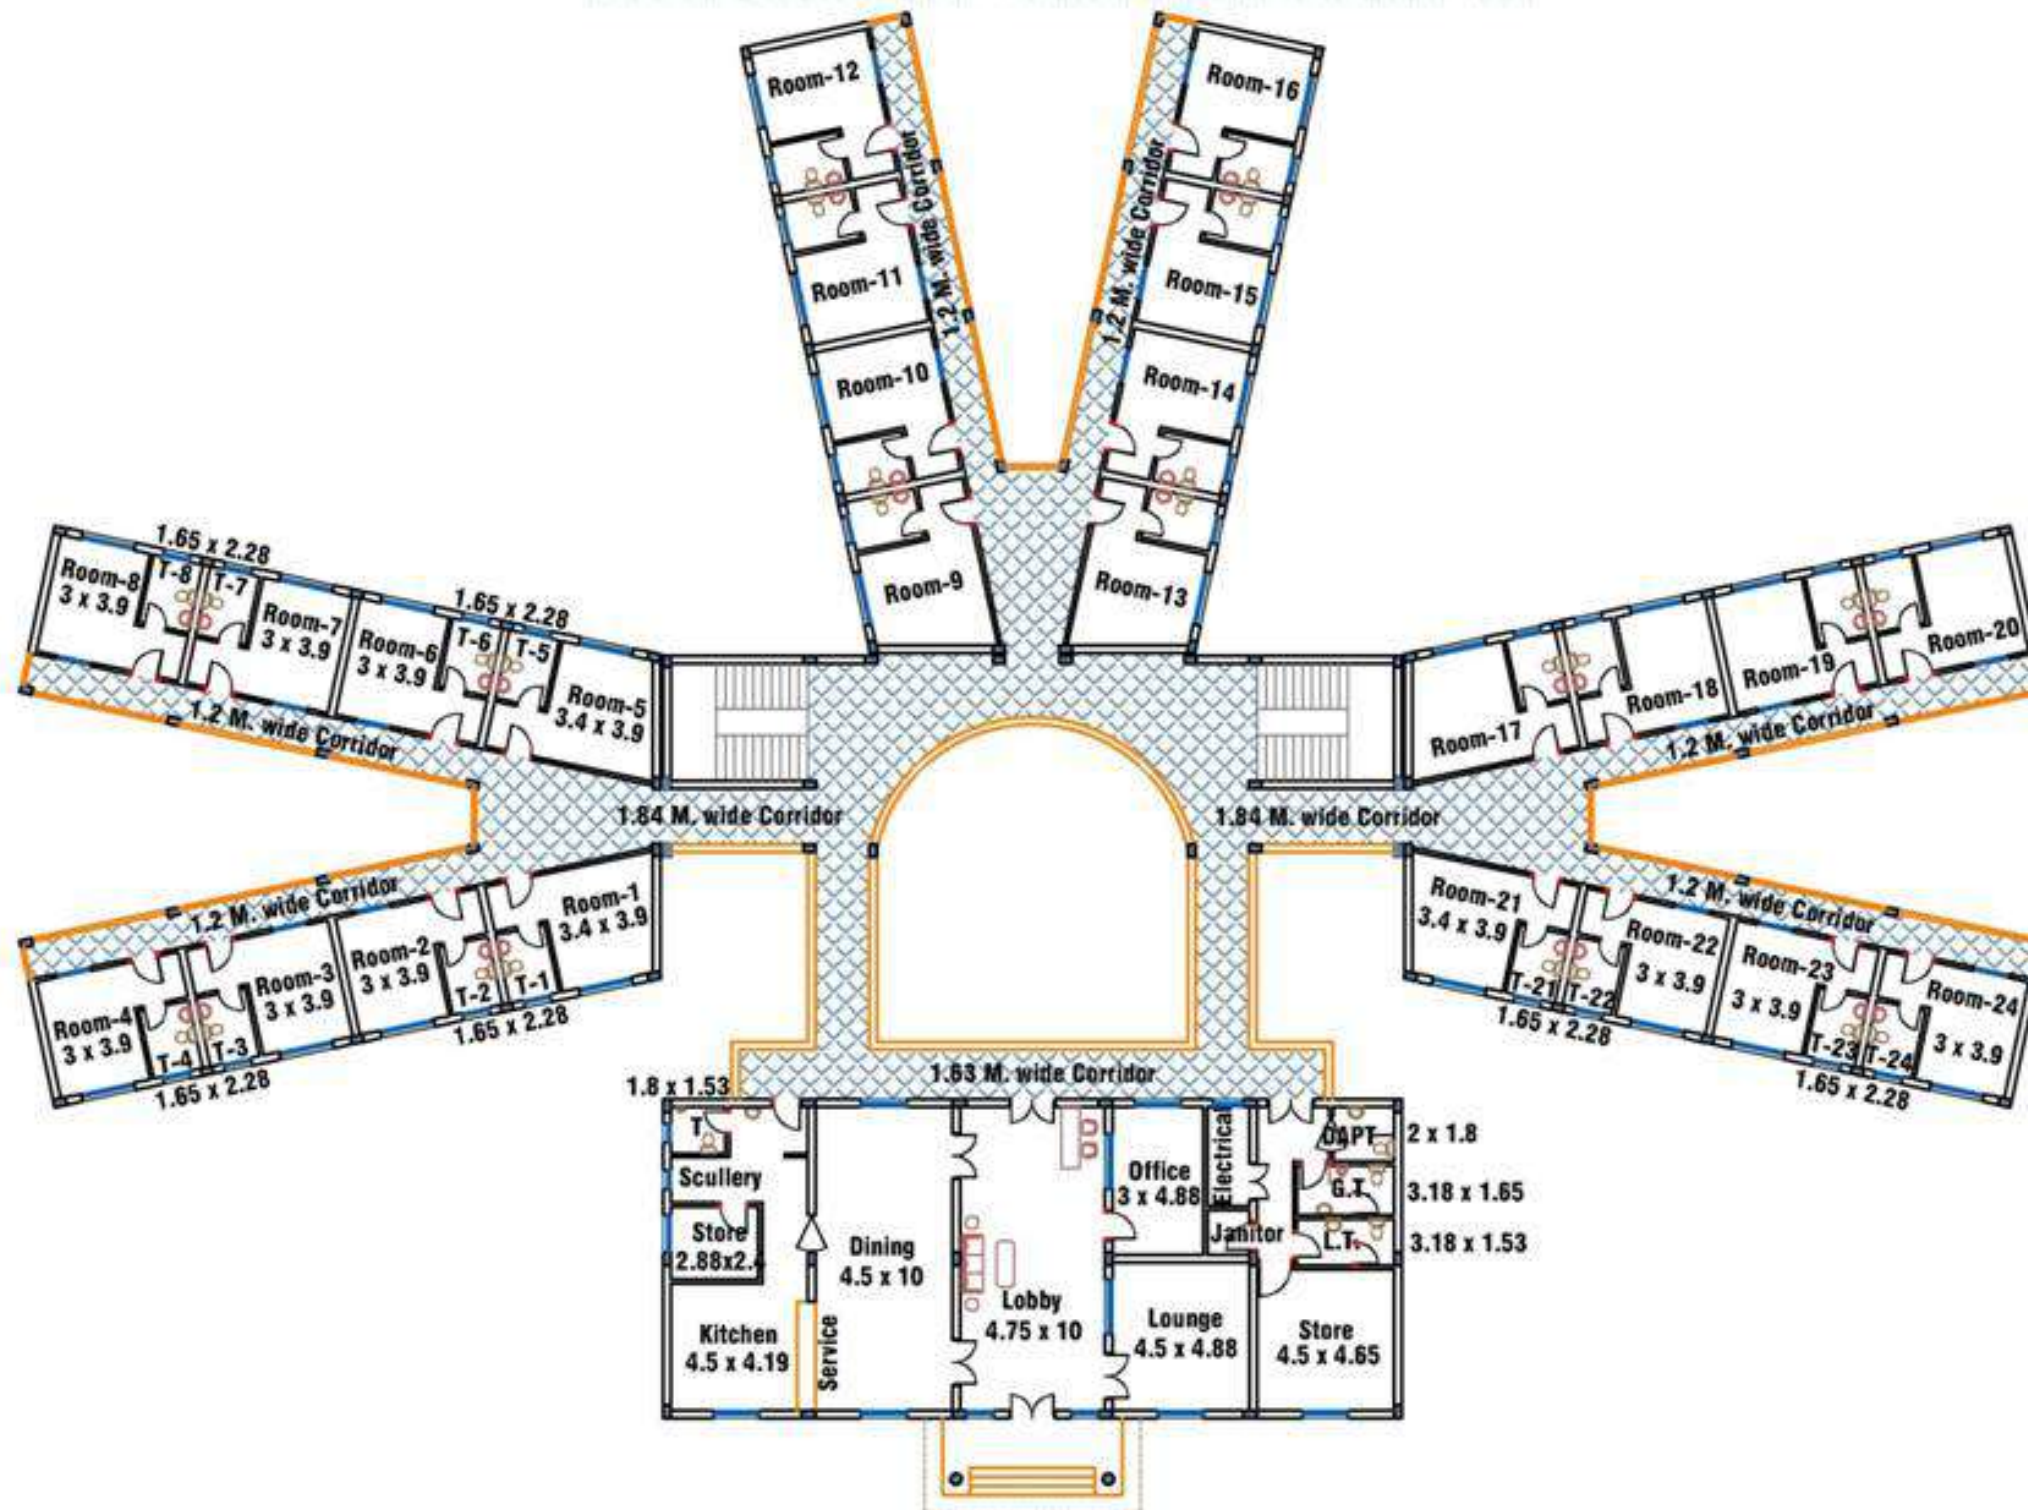 Room-12
Room-16
1.2 M. wide Corridor
1.2 M. wide Corridor
Room-11
Room-15
Room-10
Room-14
Room-9
Room-13
1.65 x 2.28
Room-8
3 x 3.9
T-8
T-7
Room-7
3 x 3.9
1.65 x 2.28
Room-6
3 x 3.9
T-6
T-5
Room-5
3.4 x 3.9
1.2 M. wide Corridor
Room-17
Room-18
Room-19
Room-20
1.2 M. wide Corridor
1.84 M. wide Corridor
1.84 M. wide Corridor
1.2 M. wide Corridor
Room-1
3.4 x 3.9
Room-2
3 x 3.9
Room-3
3 x 3.9
Room-4
3 x 3.9
T-4
T-3
T-2
T-1
1.65 x 2.28
1.65 x 2.28
1.2 M. wide Corridor
Room-21
3.4 x 3.9
Room-22
3 x 3.9
Room-23
3 x 3.9
Room-24
3 x 3.9
T-21
T-22
T-23
T-24
1.65 x 2.28
1.65 x 2.28
1.63 M. wide Corridor
1.8 x 1.53
T
Scullery
Store
2.88x2.4
Kitchen
4.5 x 4.19
Service
Dining
4.5 x 10
Lobby
4.75 x 10
Office
3 x 4.88
Electrical
Janitor
Lounge
4.5 x 4.88
Store
4.5 x 4.65
2 x 1.8
G.T.
3.18 x 1.65
L.T.
3.18 x 1.53